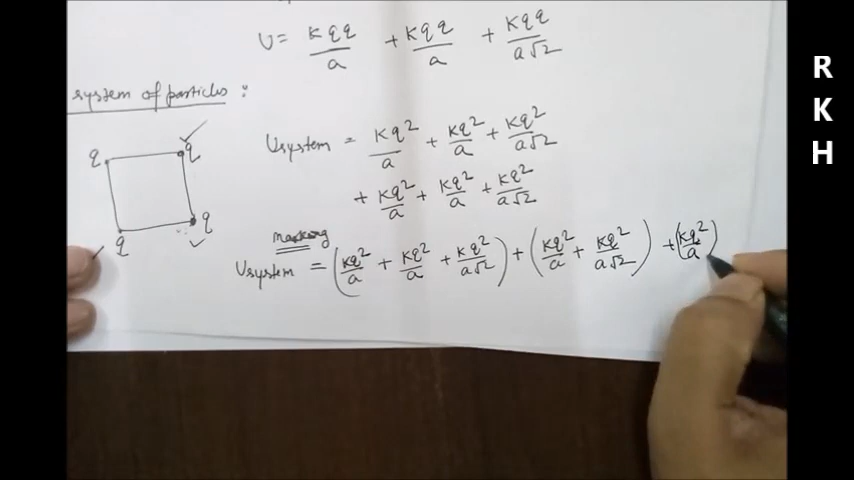 U = Kqq/a + Kqq/a + Kqq/a√2
system of particles :
q q
q q
Usystem = Kq²/a + Kq²/a + Kq²/a√2
+ Kq²/a + Kq²/a + Kq²/a√2
marking
Usystem = (Kq²/a + Kq²/a + Kq²/a√2) + (Kq²/a + Kq²/a√2) + (Kq²/a)
R
K
H